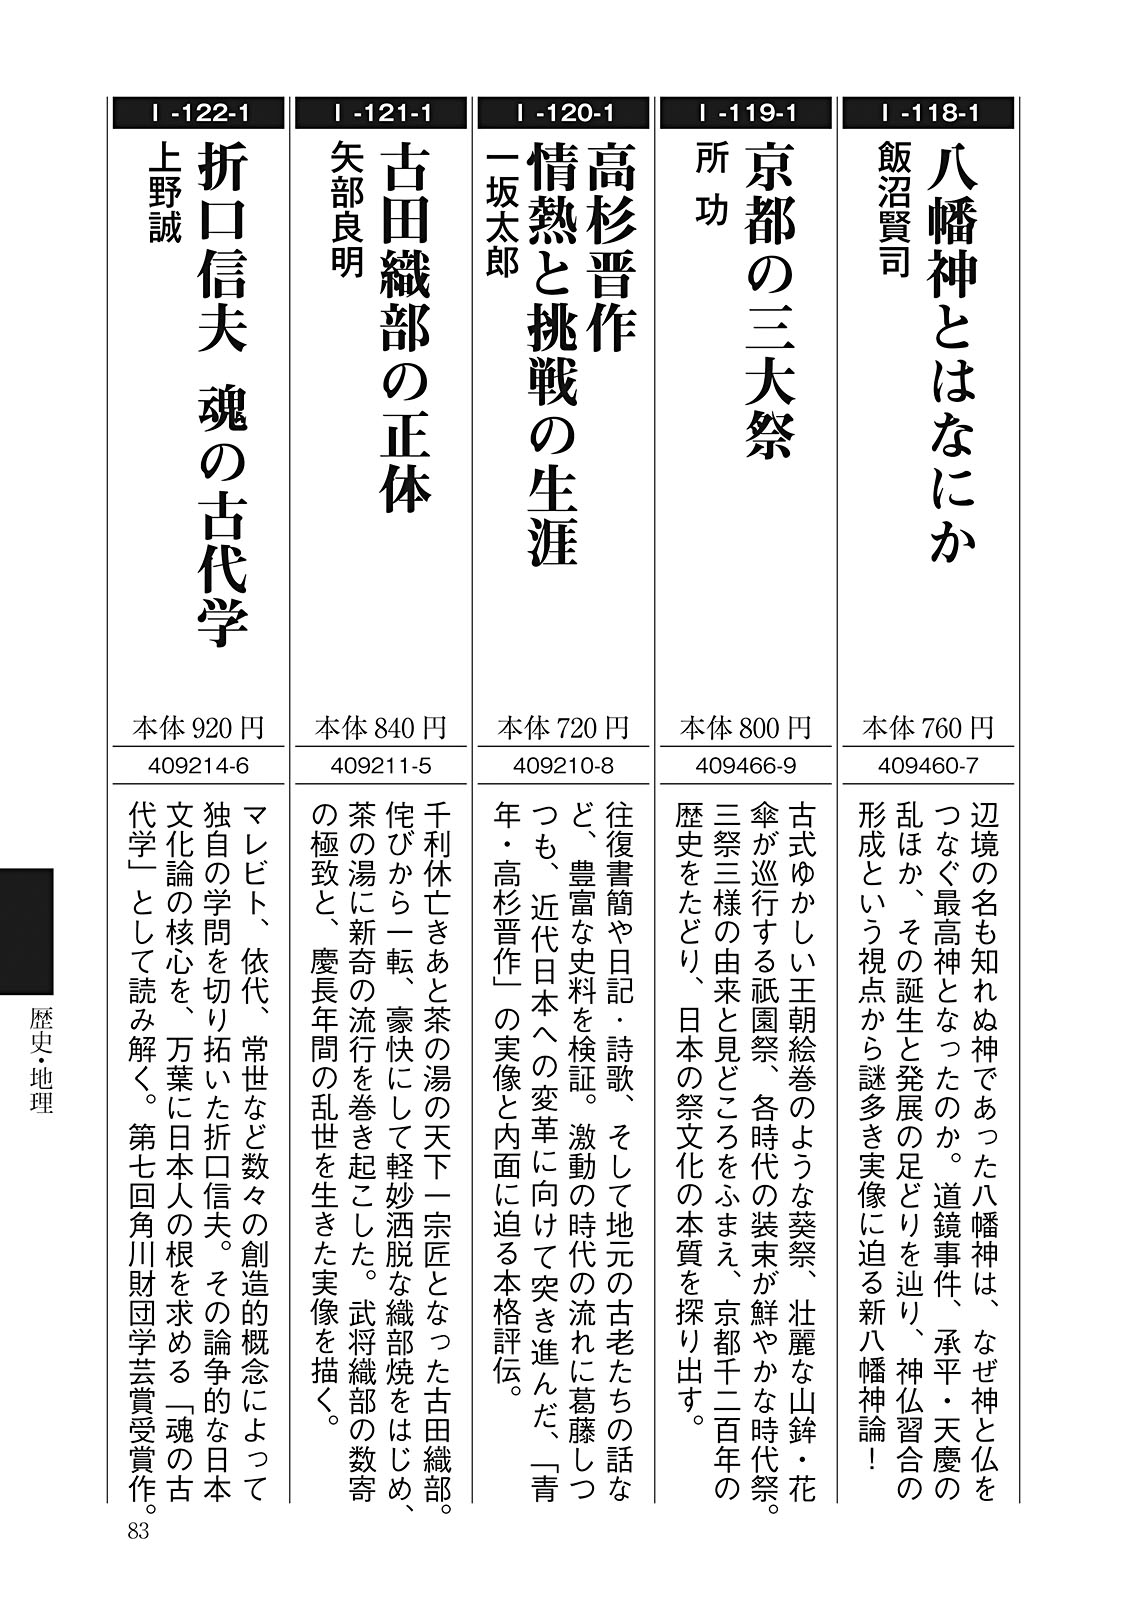 I-118-1
八幡神とはなにか
飯沼賢司
本体760円
409460-7
辺境の名も知れぬ神であった八幡神は、なぜ神と仏を
つなぐ最高神となったのか。道鏡事件、承平・天慶の
乱ほか、その誕生と発展の足どりを辿り、神仏習合の
形成という視点から謎多き実像に迫る新八幡神論！
I-119-1
京都の三大祭
所 功
本体800円
409466-9
古式ゆかしい王朝絵巻のような葵祭、壮麗な山鉾・花
傘が巡行する祇園祭、各時代の装束が鮮やかな時代祭。
三祭三様の由来と見どころをふまえ、京都千二百年の
歴史をたどり、日本の祭文化の本質を探り出す。
I-120-1
高杉晋作
情熱と挑戦の生涯
一坂太郎
本体720円
409210-8
往復書簡や日記・詩歌、そして地元の古老たちの話な
ど、豊富な史料を検証。激動の時代の流れに葛藤しつ
つも、近代日本への変革に向けて突き進んだ、「青
年・高杉晋作」の実像と内面に迫る本格評伝。
I-121-1
古田織部の正体
矢部良明
本体840円
409211-5
千利休亡きあと茶の湯の天下一宗匠となった古田織部。
侘びから一転、豪快にして軽妙洒脱な織部焼をはじめ、
茶の湯に新奇の流行を巻き起こした。武将織部の数寄
の極致と、慶長年間の乱世を生きた実像を描く。
I-122-1
折口信夫 魂の古代学
上野誠
本体920円
409214-6
マレビト、依代、常世など数々の創造的概念によって
独自の学問を切り拓いた折口信夫。その論争的な日本
文化論の核心を、万葉に日本人の根を求める「魂の古
代学」として読み解く。第七回角川財団学芸賞受賞作。
歴史・地理
83